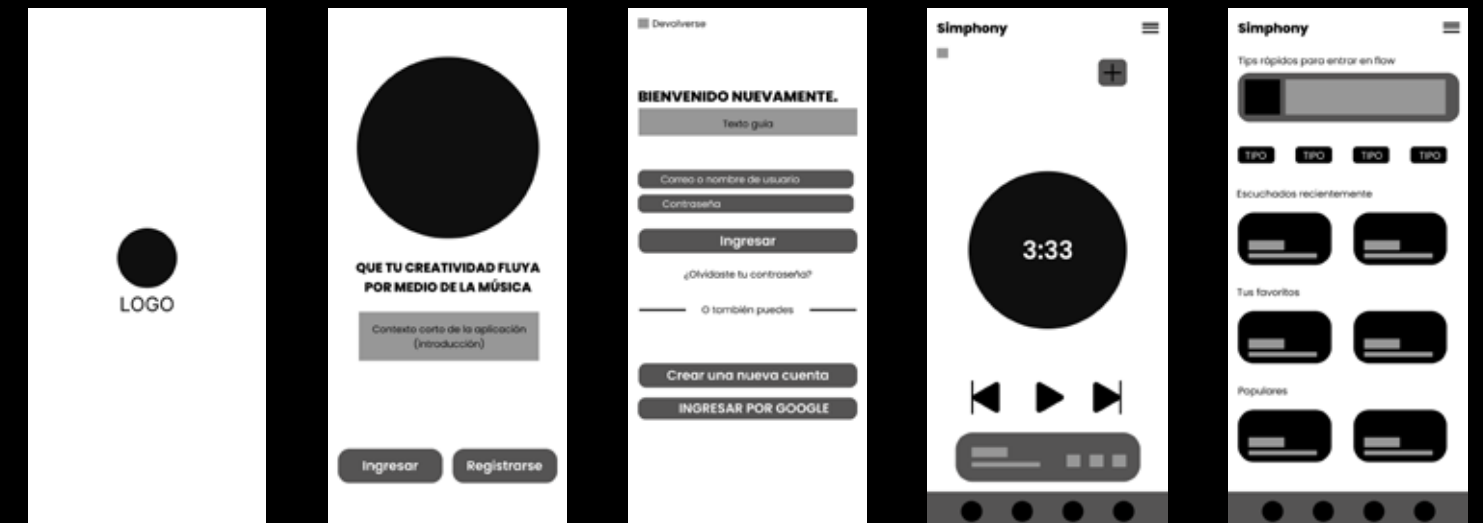 LOGO
QUE TU CREATIVIDAD FLUYA
POR MEDIO DE LA MÚSICA
Contexto corto de la aplicación
(introducción)
Ingresar
Registrarse
Devolverse
BIENVENIDO NUEVAMENTE.
Texto guía
Correo o nombre de usuario
Contraseña
Ingresar
¿Olvidaste tu contraseña?
O también puedes
Crear una nueva cuenta
INGRESAR POR GOOGLE
Simphony
3:33
Simphony
Tips rápidos para entrar en flow
TIPO
TIPO
TIPO
TIPO
Escuchados recientemente
Tus favoritos
Populares